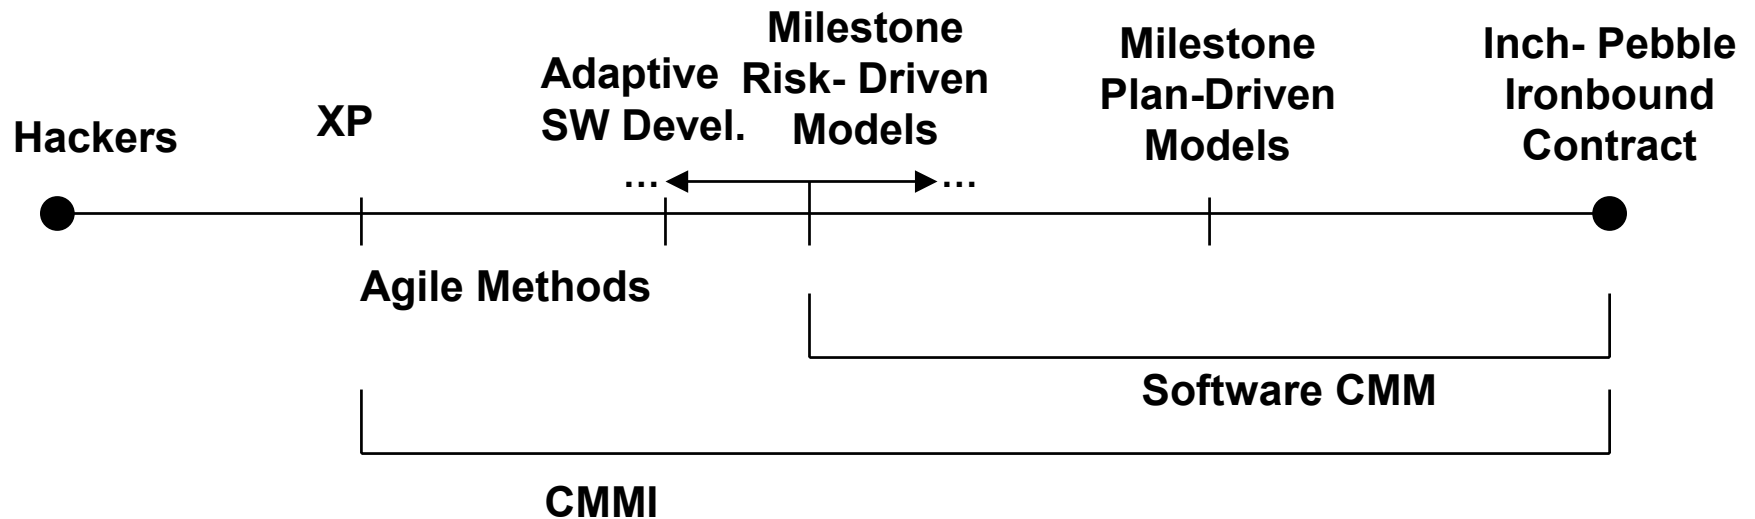 Hackers
XP
Adaptive
SW Devel.
Milestone
Risk- Driven
Models
Milestone
Plan-Driven
Models
Inch- Pebble
Ironbound
Contract
... ...
Agile Methods
Software CMM
CMMI